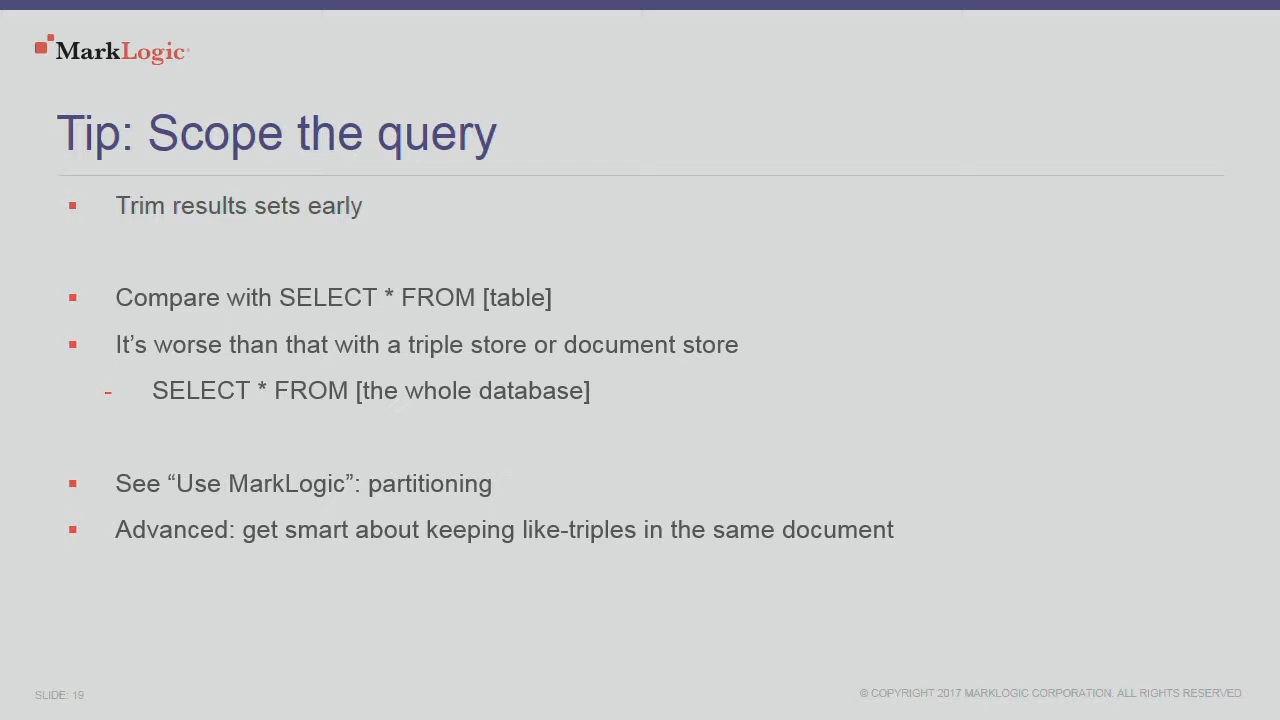 MarkLogic
Tip: Scope the query
▪ Trim results sets early
▪ Compare with SELECT * FROM [table]
▪ It’s worse than that with a triple store or document store
- SELECT * FROM [the whole database]
▪ See “Use MarkLogic”: partitioning
▪ Advanced: get smart about keeping like-triples in the same document
SLIDE: 19
© COPYRIGHT 2017 MARKLOGIC CORPORATION. ALL RIGHTS RESERVED